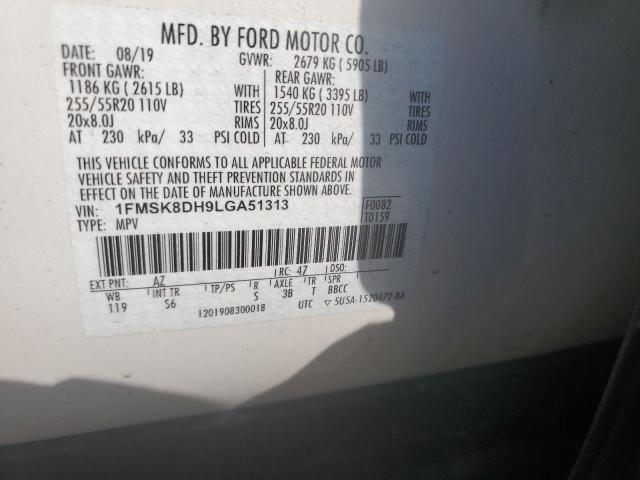 MFD. BY FORD MOTOR CO.
DATE: 08/19 GVWR: 2679 KG ( 5905 LB)
FRONT GAWR: REAR GAWR:
1186 KG ( 2615 LB) WITH 1540 KG ( 3395 LB) WITH
255/55R20 110V TIRES 255/55R20 110V TIRES
20x8.0J RIMS 20x8.0J RIMS
AT 230 kPa/ 33 PSI COLD AT 230 kPa/ 33 PSI COLD
THIS VEHICLE CONFORMS TO ALL APPLICABLE FEDERAL MOTOR
VEHICLE SAFETY AND THEFT PREVENTION STANDARDS IN
EFFECT ON THE DATE OF MANUFACTURE SHOWN ABOVE.
VIN: 1FMSK8DH9LGA51313 F0082
TYPE: MPV T0159
EXT PNT: AZ RC: 47 DSO:
WB INT TR TP/PS R AXLE TR SPR
119 S6 S 3B T BBCC
1201908300018 UTC ▽ 5U5A-1520472-BA